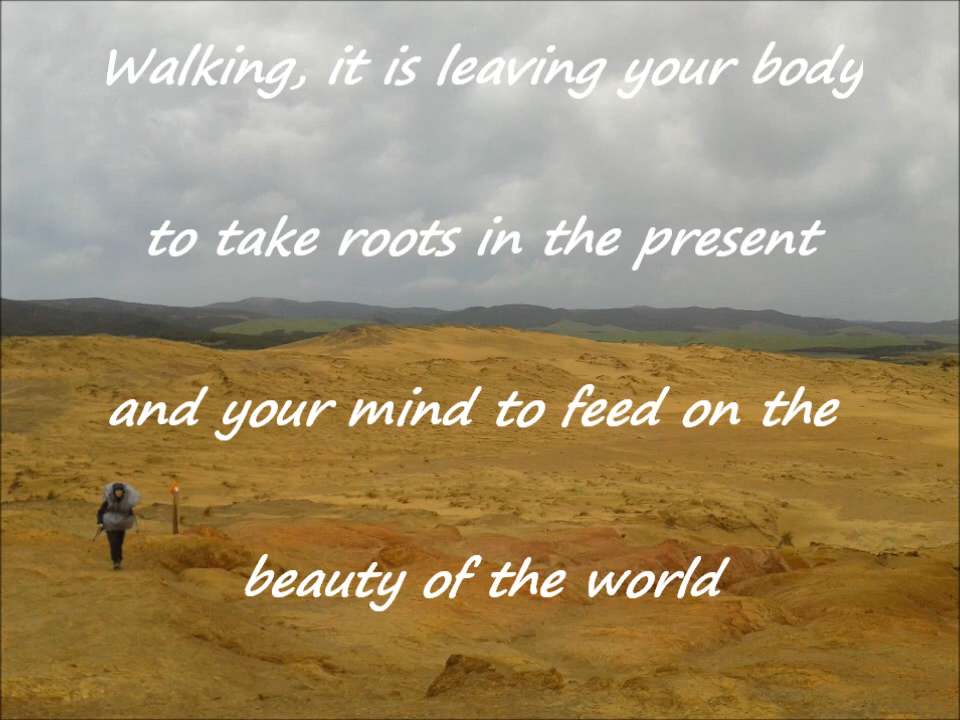 Walking, it is leaving your body
to take roots in the present
and your mind to feed on the
beauty of the world